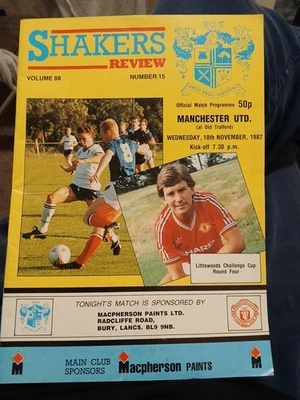 SHAKERS
REVIEW
VOLUME 88
NUMBER 15
Official Match Programme 50p
MANCHESTER UTD.
(at Old Trafford)
WEDNESDAY, 18th NOVEMBER, 1987
Kick-off 7.30 p.m.
SHARP
Littlewoods Challenge Cup
Round Four
TONIGHT'S MATCH IS SPONSORED BY
MACPHERSON PAINTS LTD.
RADCLIFFE ROAD,
BURY, LANCS. BL9 9NB.
M
MAIN CLUB
SPONSORS
Macpherson PAINTS
M